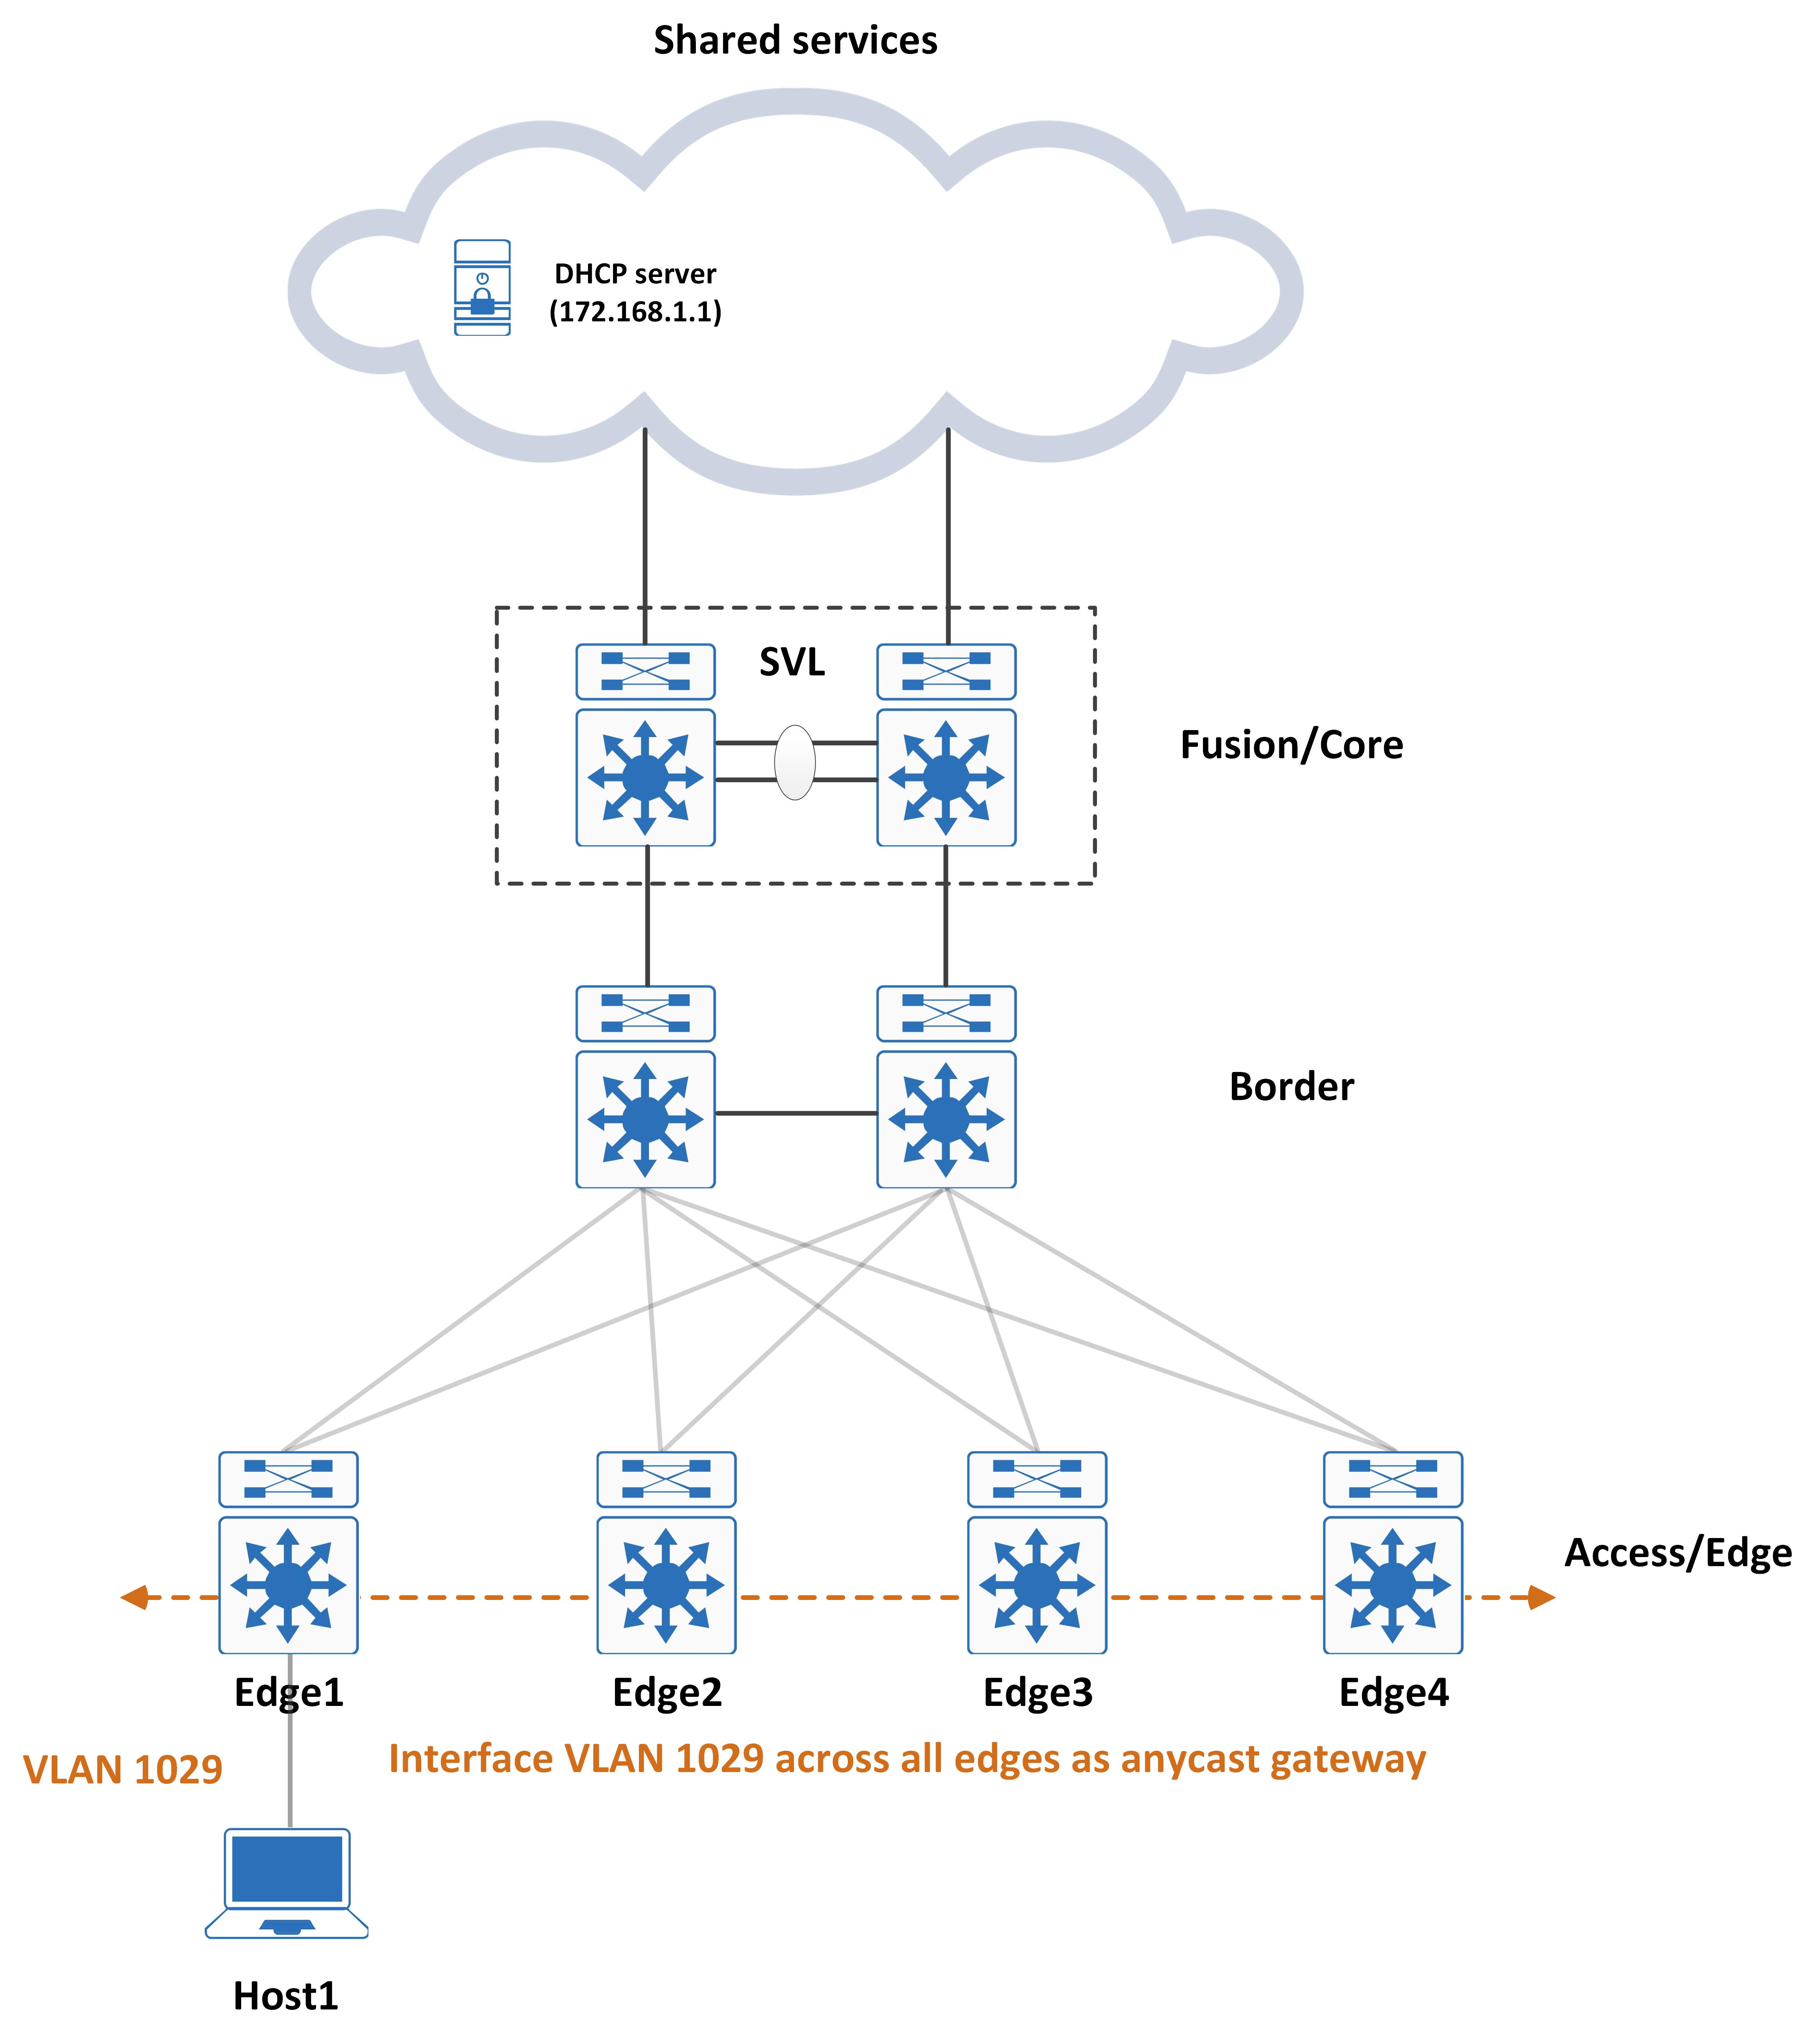 Shared services
DHCP server
(172.168.1.1)
SVL
Fusion/Core
Border
Access/Edge
Edge1
Edge2
Edge3
Edge4
VLAN 1029
Interface VLAN 1029 across all edges as anycast gateway
Host1